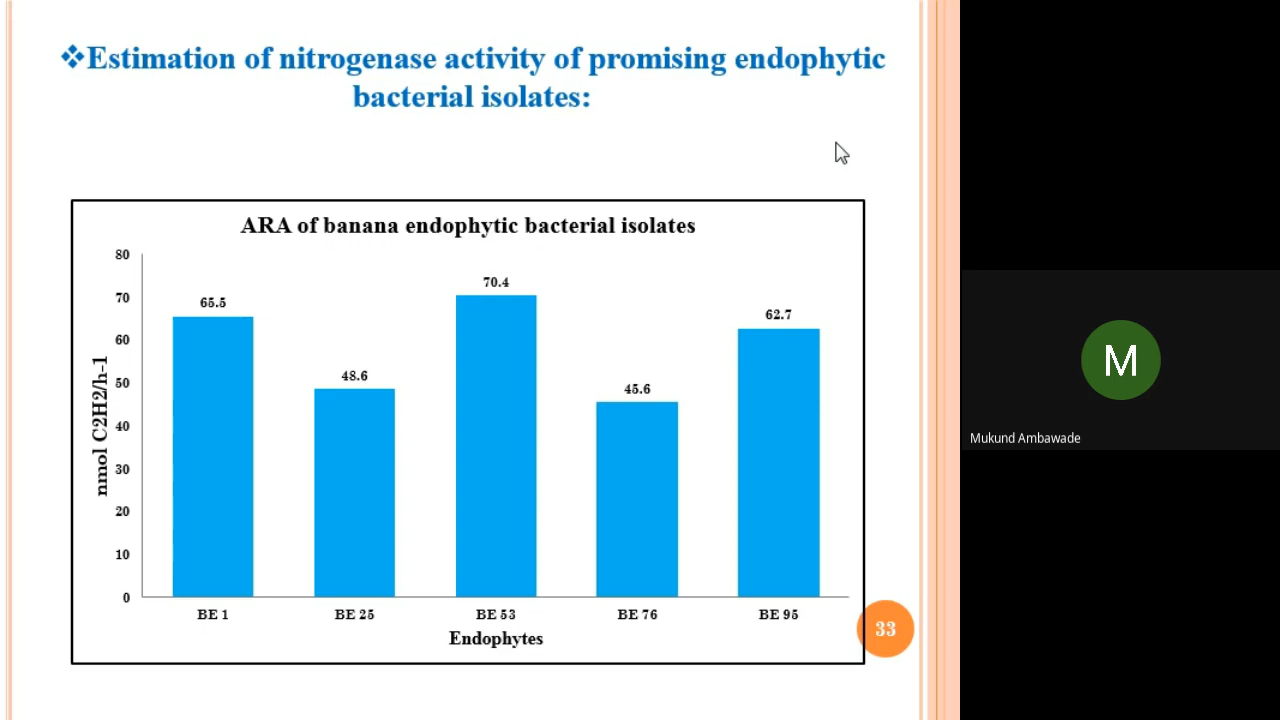 ❖Estimation of nitrogenase activity of promising endophytic
bacterial isolates:
ARA of banana endophytic bacterial isolates
nmol C2H2/h-1
80
70
60
50
40
30
20
10
0
65.5
48.6
70.4
45.6
62.7
BE 1
BE 25
BE 53
BE 76
BE 95
Endophytes
33
M
Mukund Ambawade